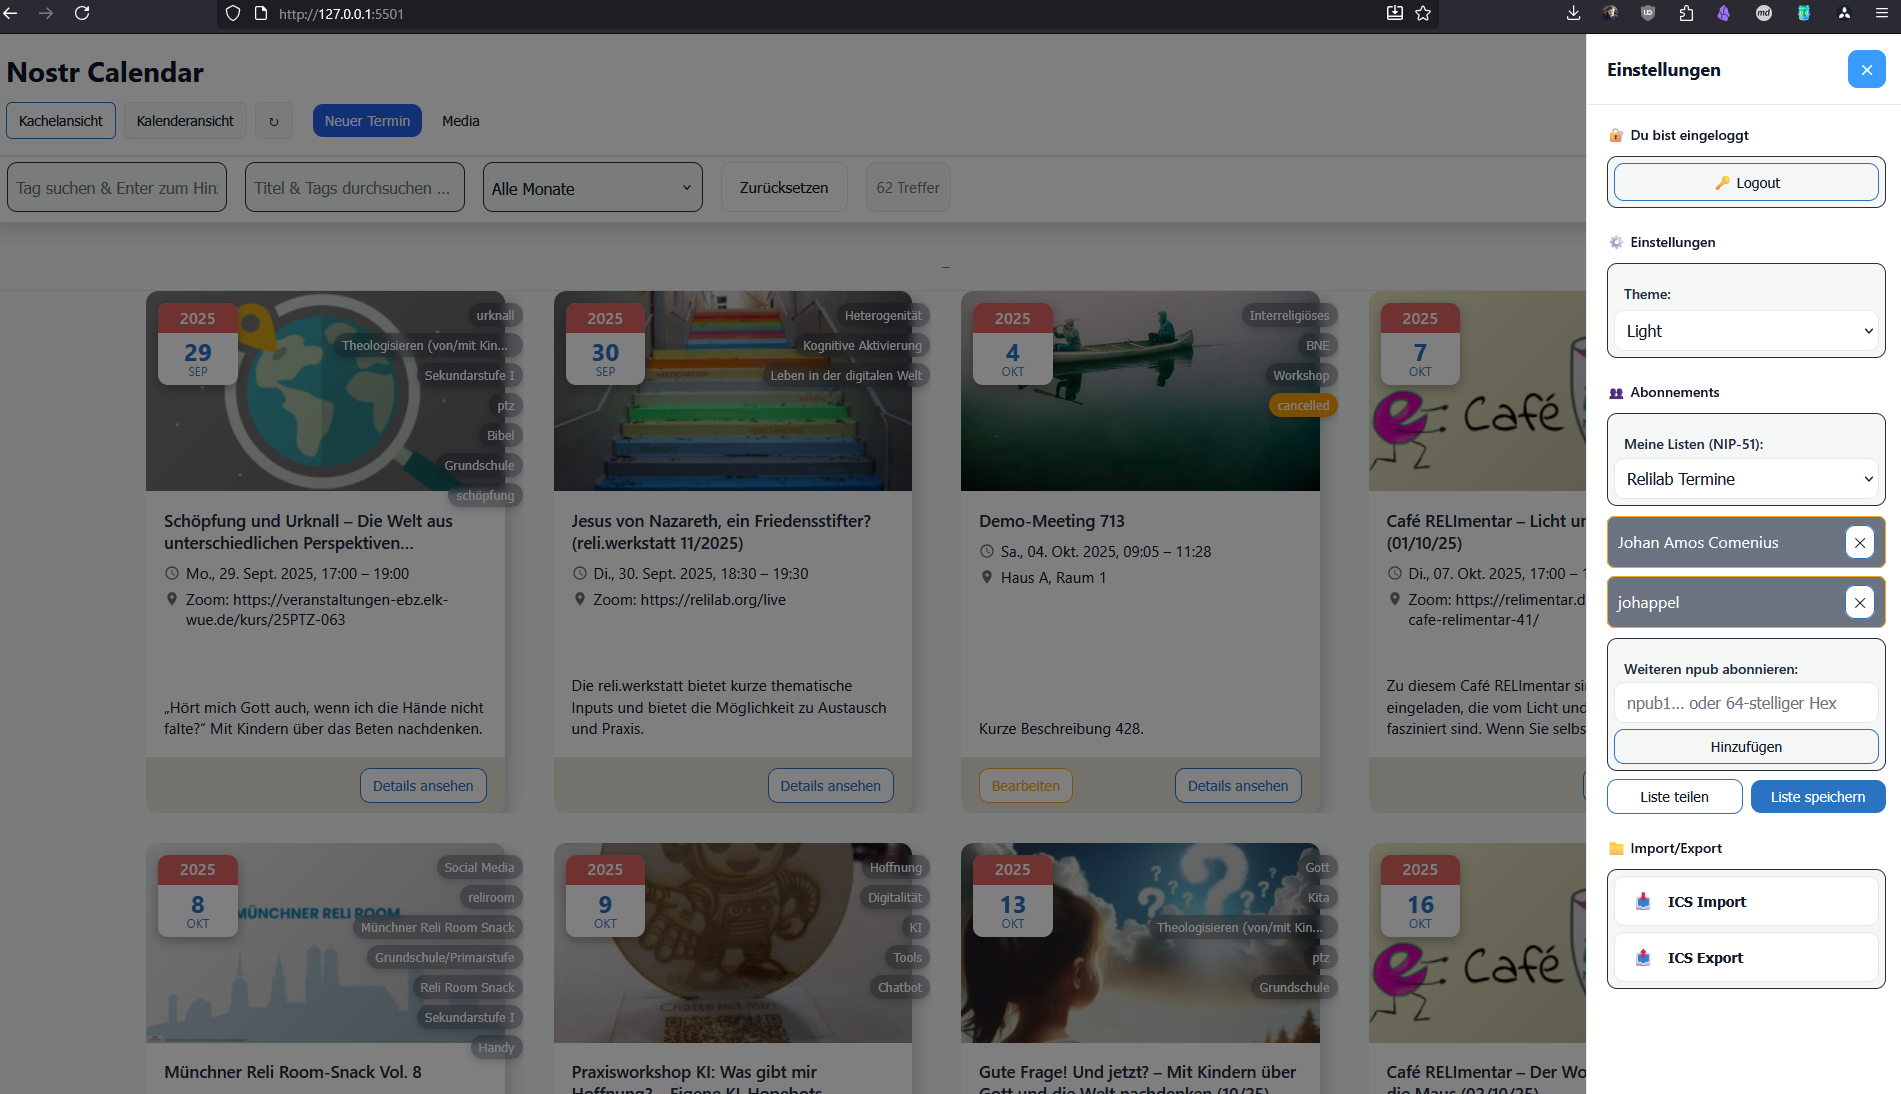 http://127.0.0.1:5501
Nostr Calendar
Kachelansicht
Kalenderansicht
↻
Neuer Termin
Media
Tag suchen & Enter zum Hin
Titel & Tags durchsuchen ...
Alle Monate
Zurücksetzen
62 Treffer
–
2025
29
SEP
urknall
Theologisieren (von/mit Kin...
Sekundarstufe I
ptz
Bibel
Grundschule
schöpfung
Schöpfung und Urknall – Die Welt aus
unterschiedlichen Perspektiven...
Mo., 29. Sept. 2025, 17:00 – 19:00
Zoom: https://veranstaltungen-ebz.elk-
wue.de/kurs/25PTZ-063
„Hört mich Gott auch, wenn ich die Hände nicht
falte?“ Mit Kindern über das Beten nachdenken.
Details ansehen
2025
30
SEP
Heterogenität
Kognitive Aktivierung
Leben in der digitalen Welt
Jesus von Nazareth, ein Friedensstifter?
(reli.werkstatt 11/2025)
Di., 30. Sept. 2025, 18:30 – 19:30
Zoom: https://relilab.org/live
Die reli.werkstatt bietet kurze thematische
Inputs und bietet die Möglichkeit zu Austausch
und Praxis.
Details ansehen
2025
4
OKT
Interreligiöses
BNE
Workshop
cancelled
Demo-Meeting 713
Sa., 04. Okt. 2025, 09:05 – 11:28
Haus A, Raum 1
Kurze Beschreibung 428.
Bearbeiten
Details ansehen
2025
7
OKT
e: Café
Café RELImentar – Licht ur
(01/10/25)
Di., 07. Okt. 2025, 17:00 – 1
Zoom: https://relimentar.d
cafe-relimentar-41/
Zu diesem Café RELImentar si
eingeladen, die vom Licht und
fasziniert sind. Wenn Sie selbs
2025
8
OKT
MÜNCHNER RELI ROOM
Social Media
reliroom
Münchner Reli Room Snack
Grundschule/Primarstufe
Reli Room Snack
Sekundarstufe I
Handy
Münchner Reli Room-Snack Vol. 8
2025
9
OKT
Hoffnung
Digitalität
KI
Tools
Chatbot
Chatte mit mir!
Praxisworkshop KI: Was gibt mir
Hoffnung? – Eigene KI-Hopebots
2025
13
OKT
Gott
Kita
Theologisieren (von/mit Kin...
ptz
Grundschule
Gute Frage! Und jetzt? – Mit Kindern über
Gott und die Welt nachdenken (10/25)
2025
16
OKT
e: Café
Café RELImentar – Der Wo
die Maus (02/10/25)
Einstellungen
Du bist eingeloggt
Logout
Einstellungen
Theme:
Light
Abonnements
Meine Listen (NIP-51):
Relilab Termine
Johan Amos Comenius
johappel
Weiteren npub abonnieren:
npub1... oder 64-stelliger Hex
Hinzufügen
Liste teilen
Liste speichern
Import/Export
ICS Import
ICS Export